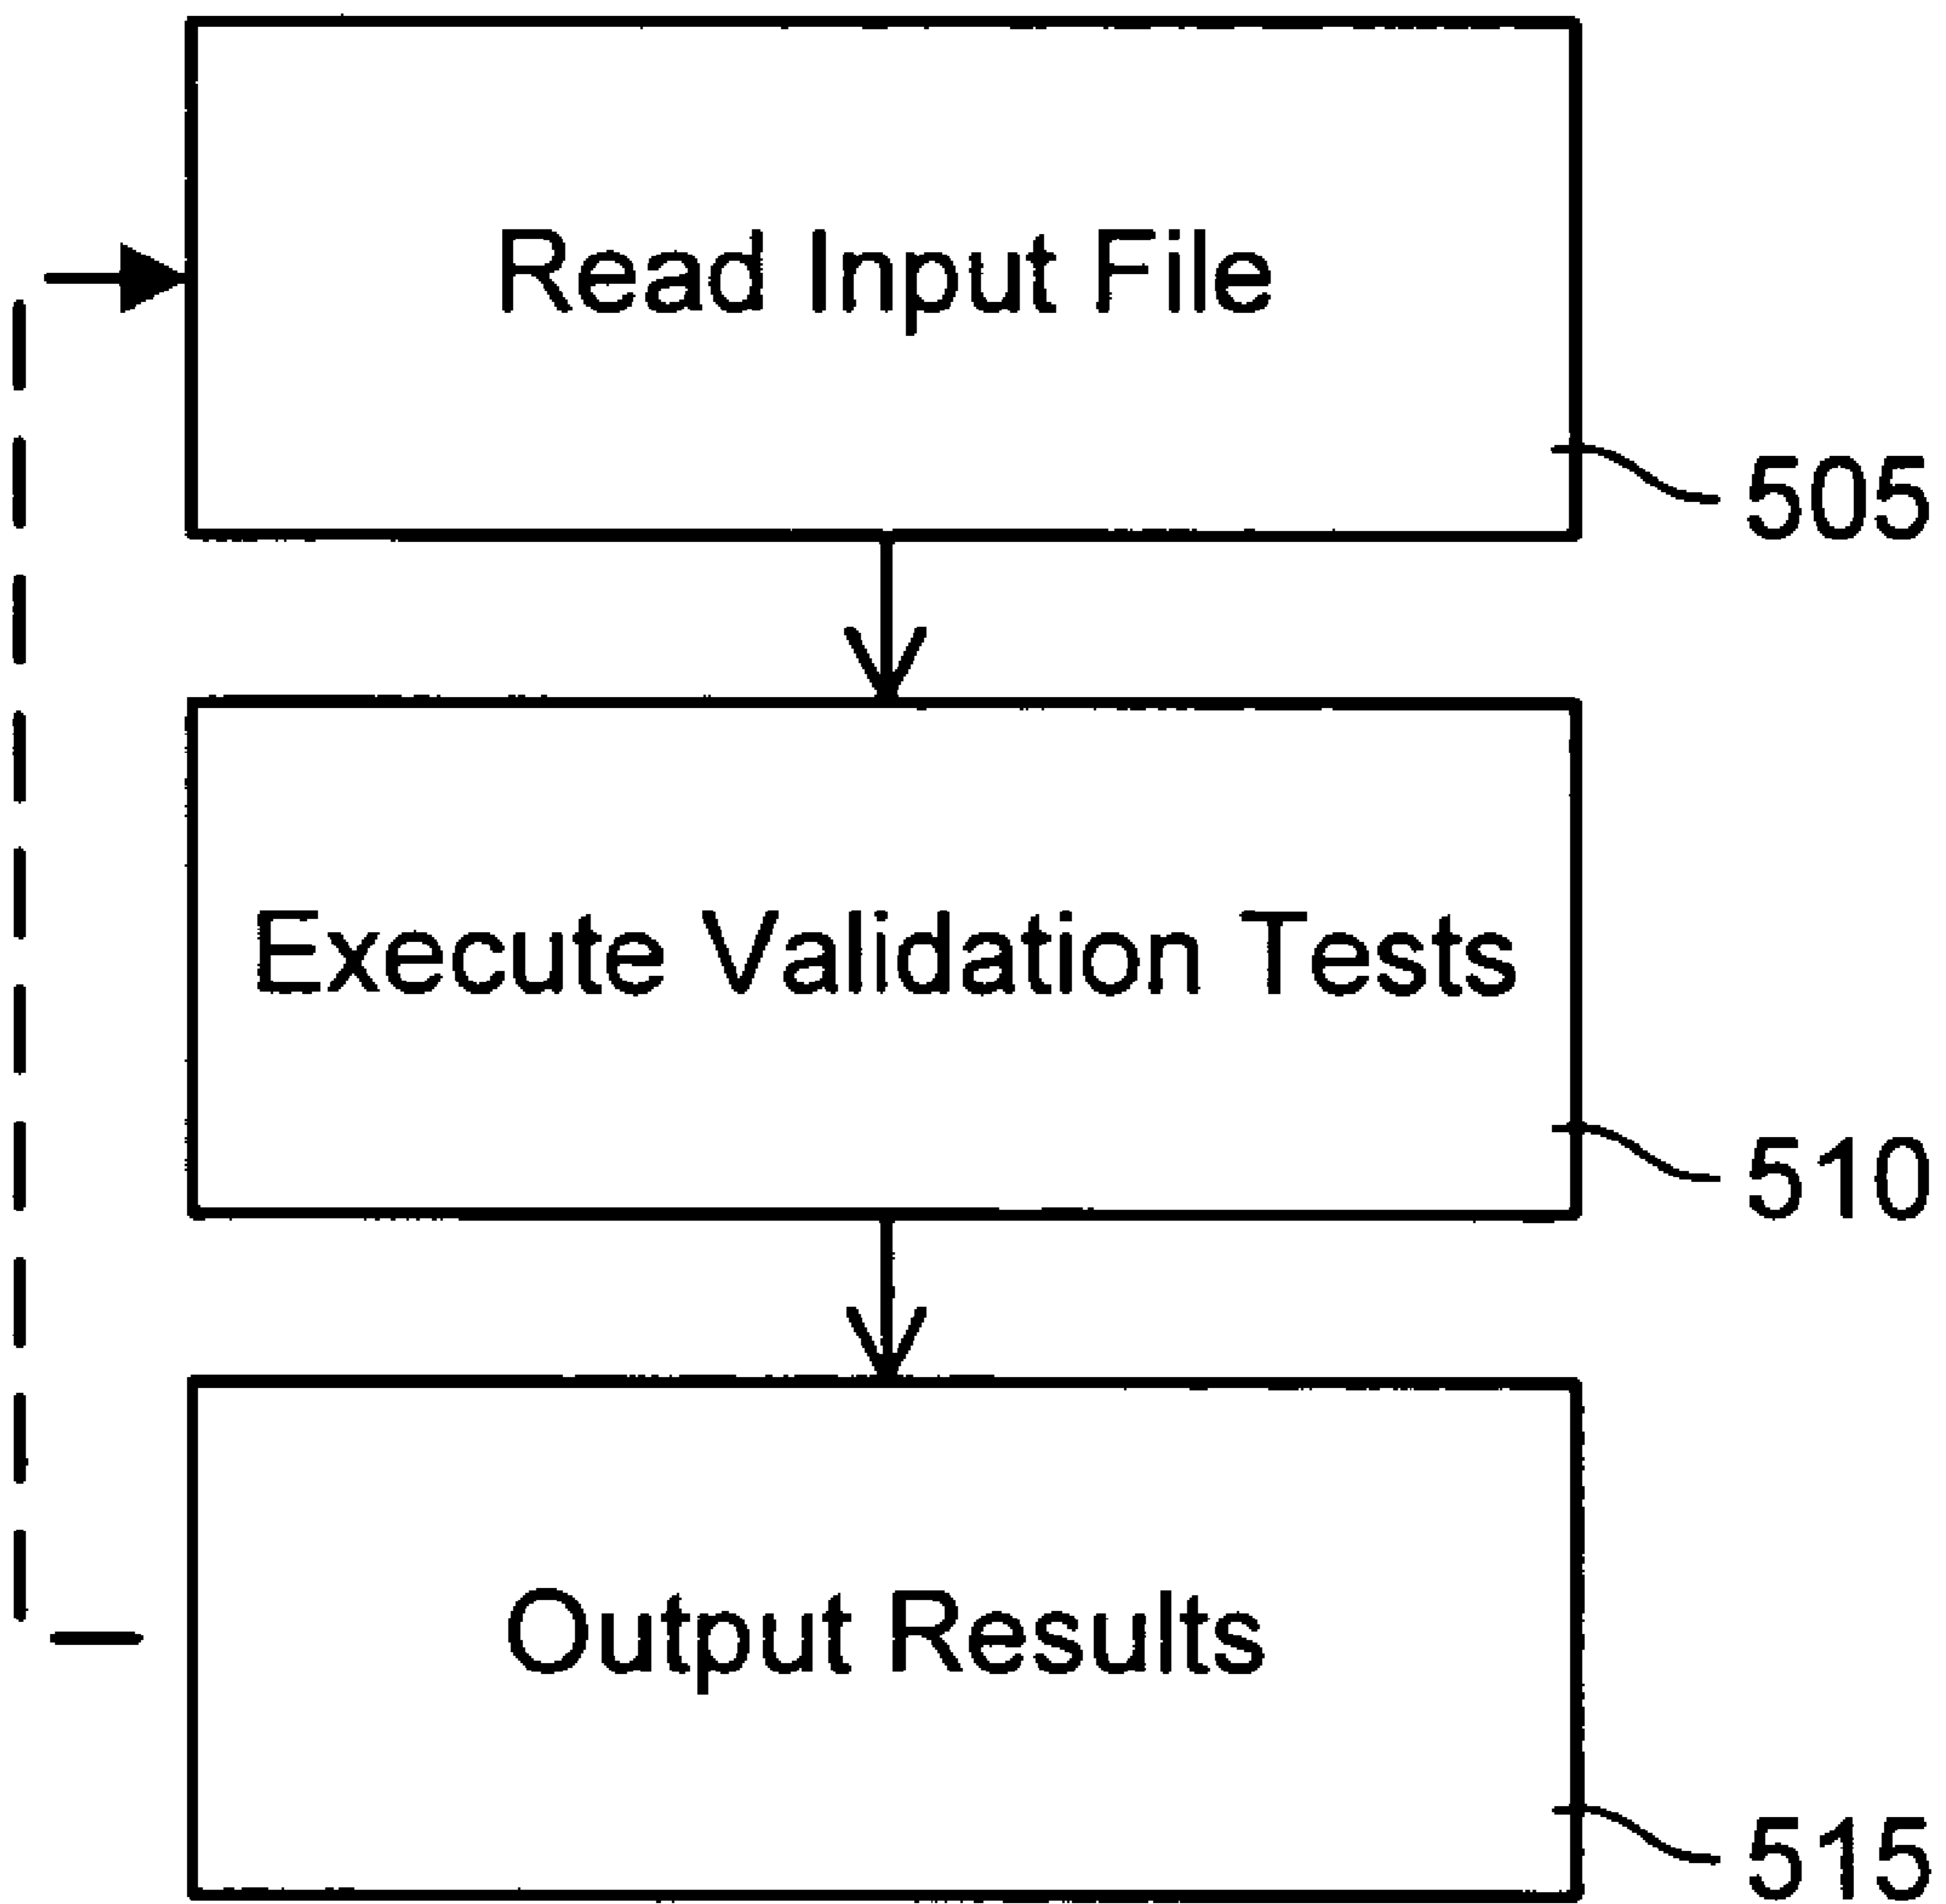 Read Input File
505
Execute Validation Tests
510
Output Results
515